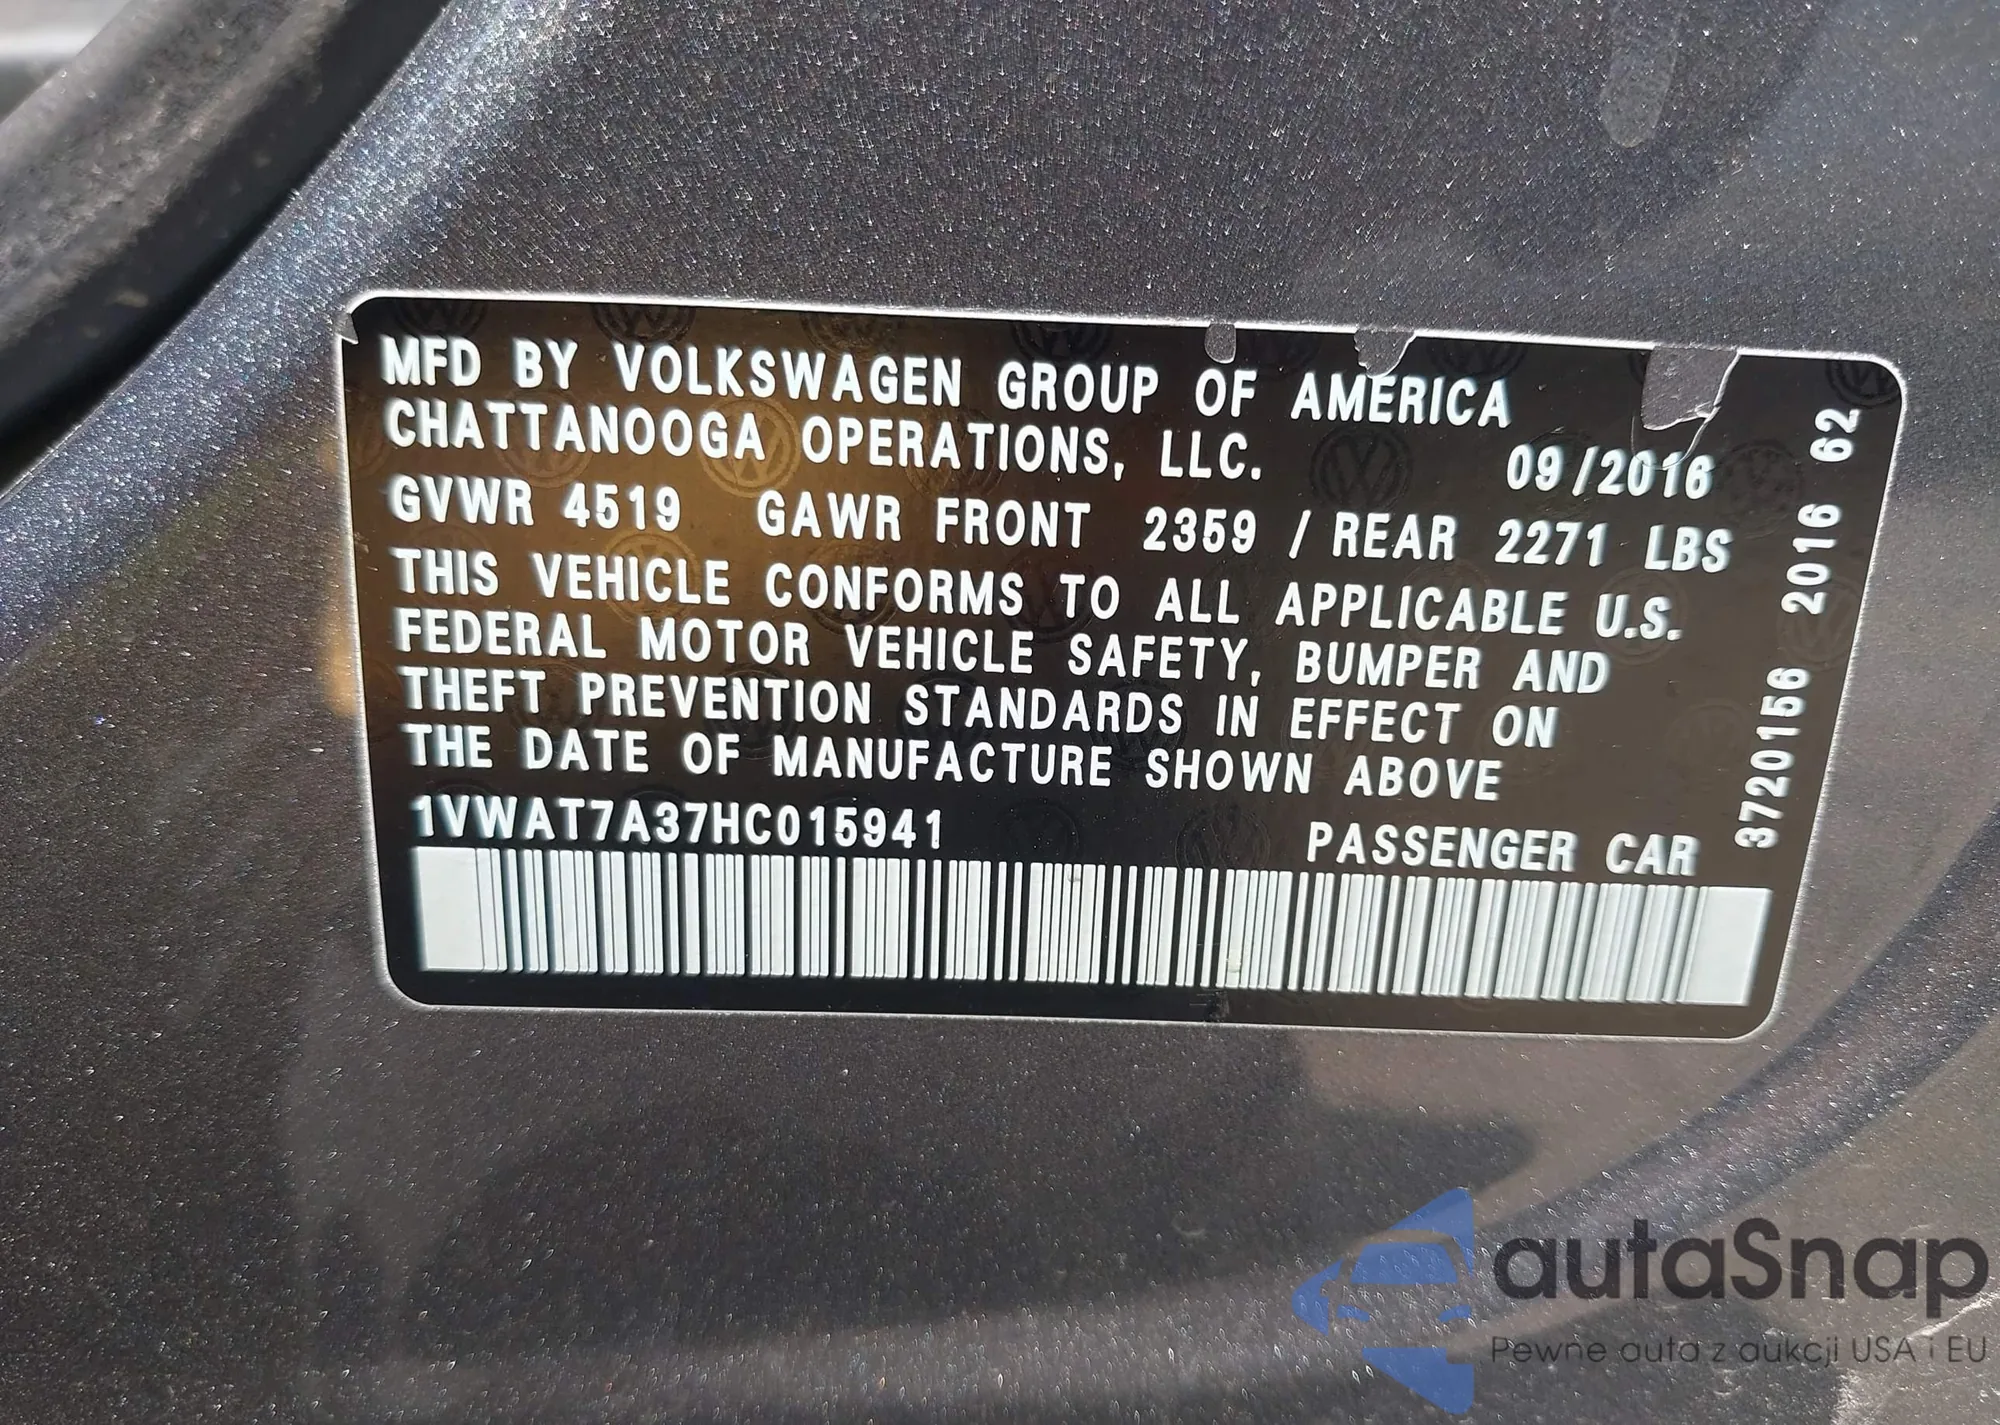 MFD BY VOLKSWAGEN GROUP OF AMERICA
CHATTANOOGA OPERATIONS, LLC. 09/2016
GVWR 4519 GAWR FRONT 2359 / REAR 2271 LBS
THIS VEHICLE CONFORMS TO ALL APPLICABLE U.S.
FEDERAL MOTOR VEHICLE SAFETY, BUMPER AND
THEFT PREVENTION STANDARDS IN EFFECT ON
THE DATE OF MANUFACTURE SHOWN ABOVE
1VWAT7A37HC015941 PASSENGER CAR
3720156 2016 62
autaSnap
Pewne auta z aukcji USA i EU